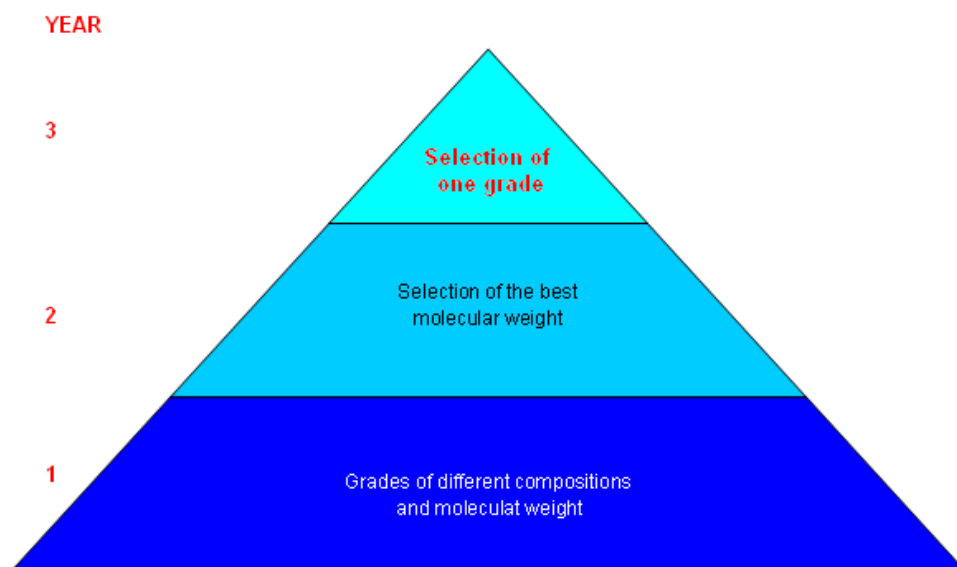 YEAR
3
Selection of
one grade
2
Selection of the best
molecular weight
1
Grades of different compositions
and moleculat weight